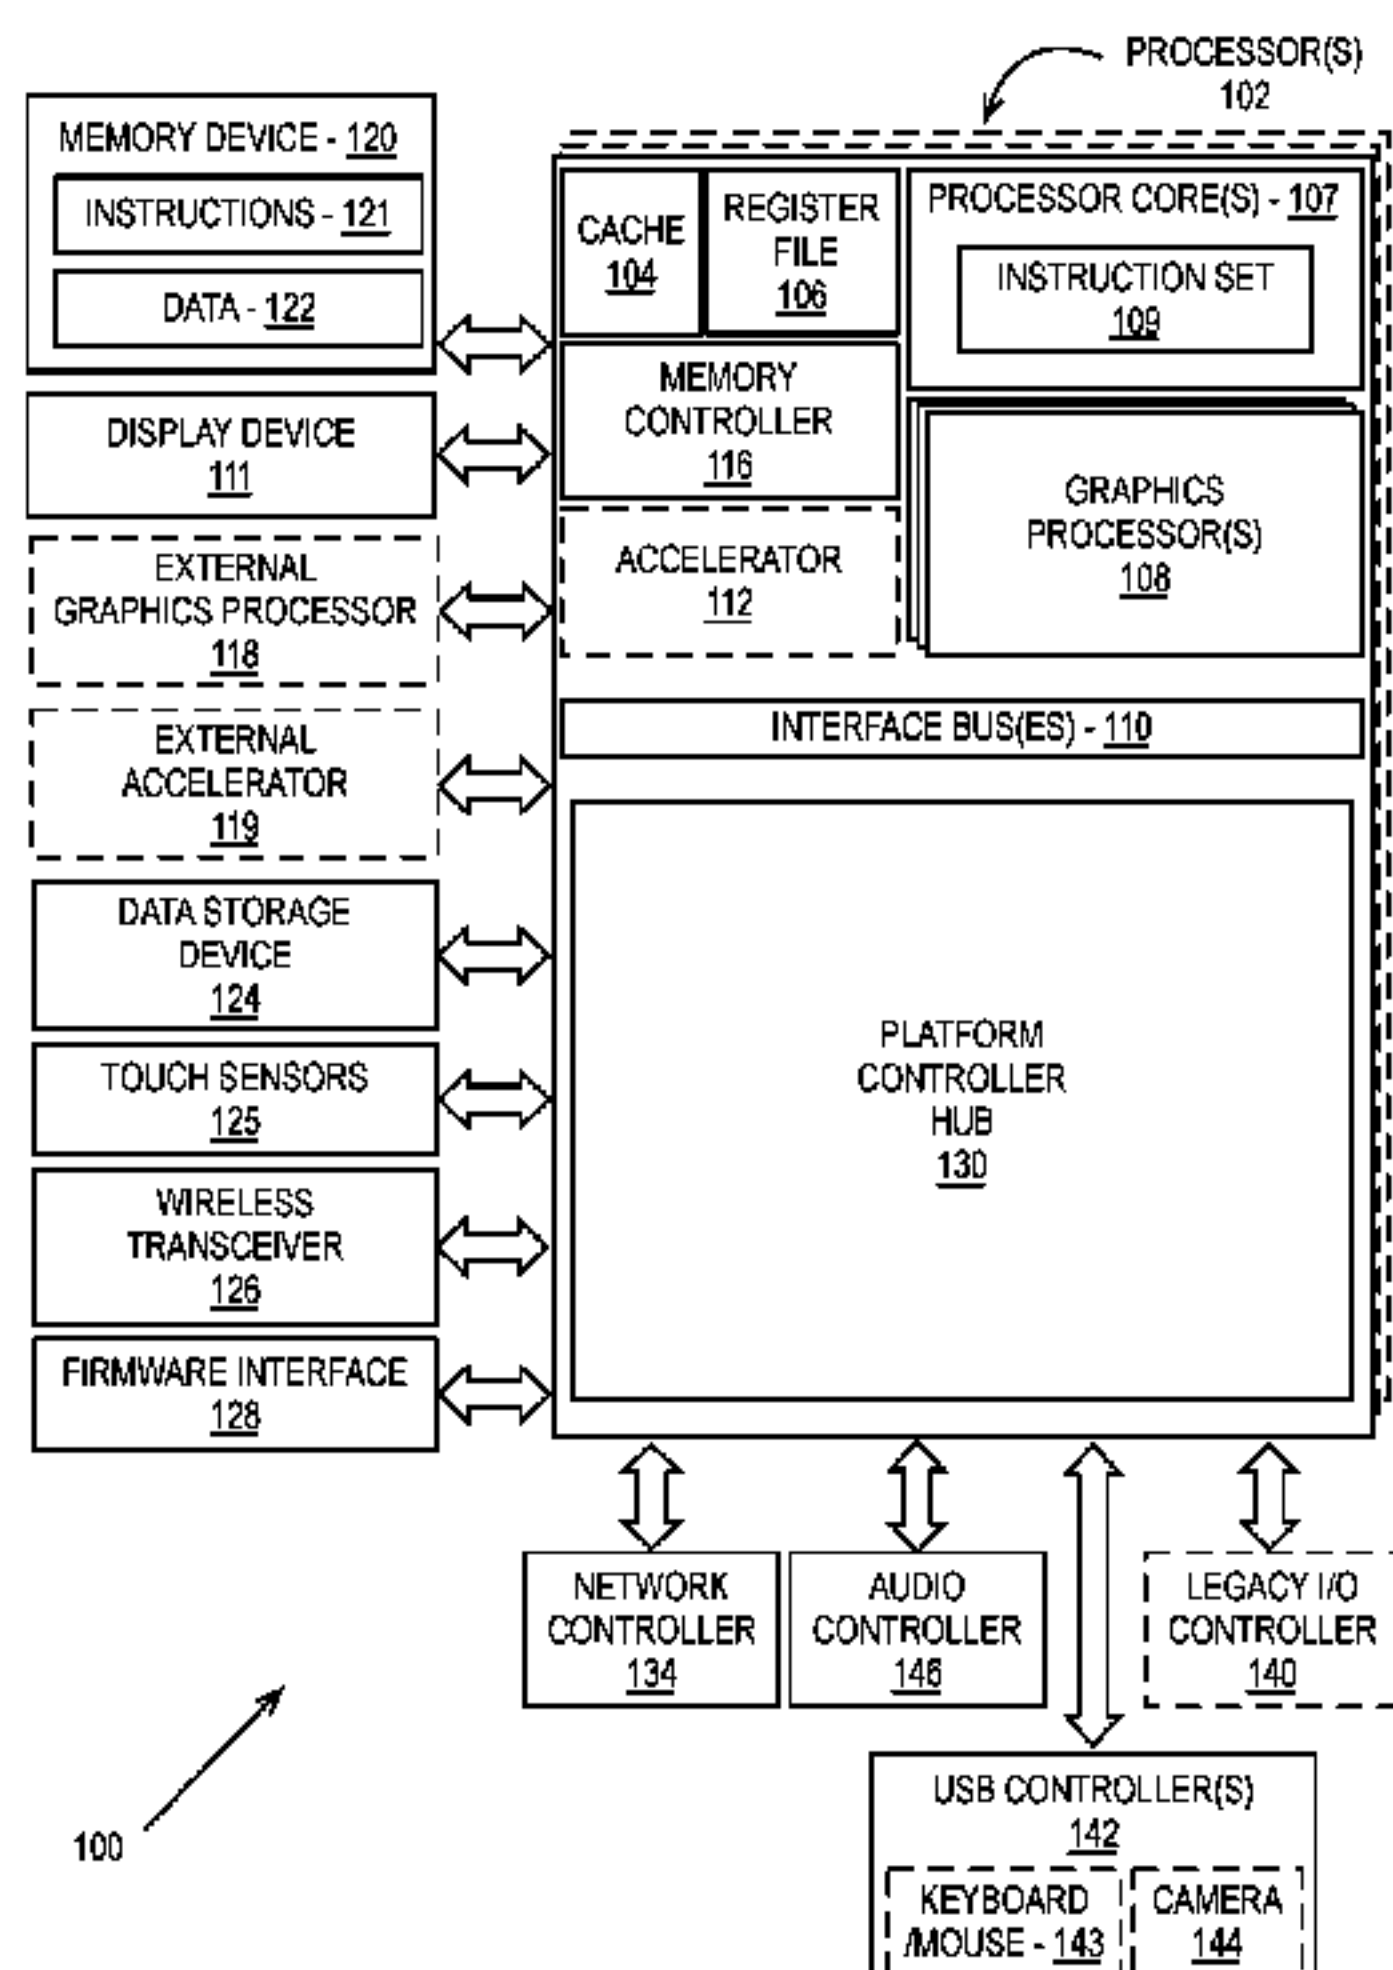 PROCESSOR(S)
102
MEMORY DEVICE - 120
INSTRUCTIONS - 121
DATA - 122
DISPLAY DEVICE
111
EXTERNAL
GRAPHICS PROCESSOR
118
EXTERNAL
ACCELERATOR
119
DATA STORAGE
DEVICE
124
TOUCH SENSORS
125
WIRELESS
TRANSCEIVER
126
FIRMWARE INTERFACE
128
CACHE
104
REGISTER
FILE
106
PROCESSOR CORE(S) - 107
INSTRUCTION SET
109
MEMORY
CONTROLLER
116
ACCELERATOR
112
GRAPHICS
PROCESSOR(S)
108
INTERFACE BUS(ES) - 110
PLATFORM
CONTROLLER
HUB
130
NETWORK
CONTROLLER
134
AUDIO
CONTROLLER
146
LEGACY I/O
CONTROLLER
140
USB CONTROLLER(S)
142
KEYBOARD
/MOUSE - 143
CAMERA
144
100